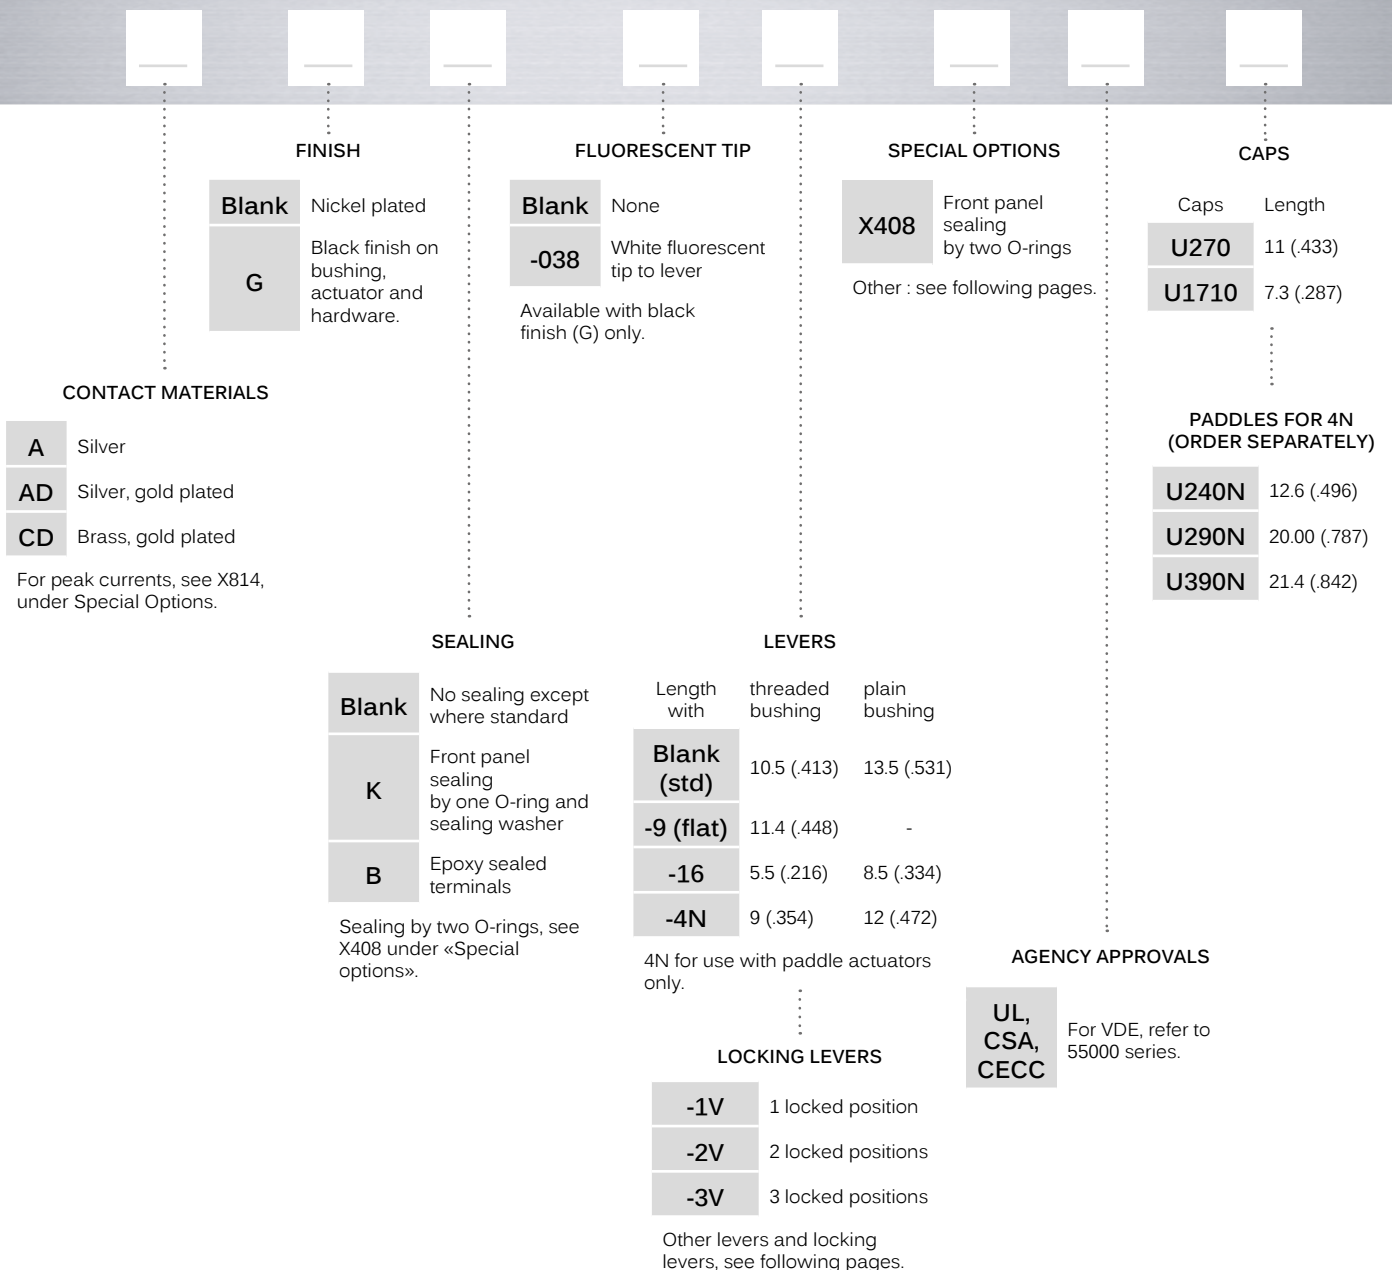 FINISH
Blank Nickel plated
G
Black finish on
bushing,
actuator and
hardware.
FLUORESCENT TIP
Blank None
-038
White fluorescent
tip to lever
Available with black
finish (G) only.
SPECIAL OPTIONS
X408
Front panel
sealing
by two O-rings
Other : see following pages.
CAPS
Caps Length
U270 11 (.433)
U1710 7.3 (.287)
PADDLES FOR 4N
(ORDER SEPARATELY)
U240N 12.6 (.496)
U290N 20.00 (.787)
U390N 21.4 (.842)
CONTACT MATERIALS
A Silver
AD Silver, gold plated
CD Brass, gold plated
For peak currents, see X814,
under Special Options.
SEALING
Blank
No sealing except
where standard
K
Front panel
sealing
by one O-ring and
sealing washer
B
Epoxy sealed
terminals
Sealing by two O-rings, see
X408 under «Special
options».
LEVERS
Length threaded plain
with bushing bushing
Blank
(std)
10.5 (.413) 13.5 (.531)
-9 (flat) 11.4 (.448) -
-16 5.5 (.216) 8.5 (.334)
-4N 9 (.354) 12 (.472)
4N for use with paddle actuators
only.
LOCKING LEVERS
-1V 1 locked position
-2V 2 locked positions
-3V 3 locked positions
Other levers and locking
levers, see following pages.
AGENCY APPROVALS
UL,
CSA,
CECC
For VDE, refer to
55000 series.